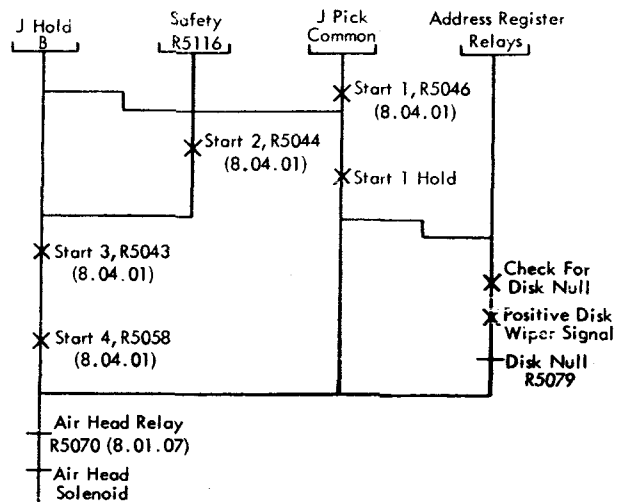 J Hold
B
Safety
R5116
J Pick
Common
Address Register
Relays
Start 1, R5046
(8.04.01)
Start 2, R5044
(8.04.01)
Start 1 Hold
Start 3, R5043
(8.04.01)
Check For
Disk Null
Positive Disk
Wiper Signal
Start 4, R5058
(8.04.01)
Disk Null
R5079
Air Head Relay
R5070 (8.01.07)
Air Head
Solenoid